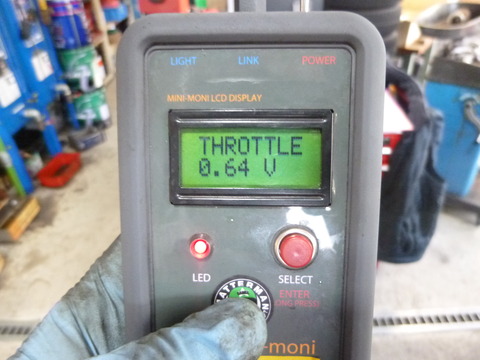 LIGHT LINK POWER
MINI-MONI LCD DISPLAY
THROTTLE
0.64 V
LED SELECT
ENTER
-moni